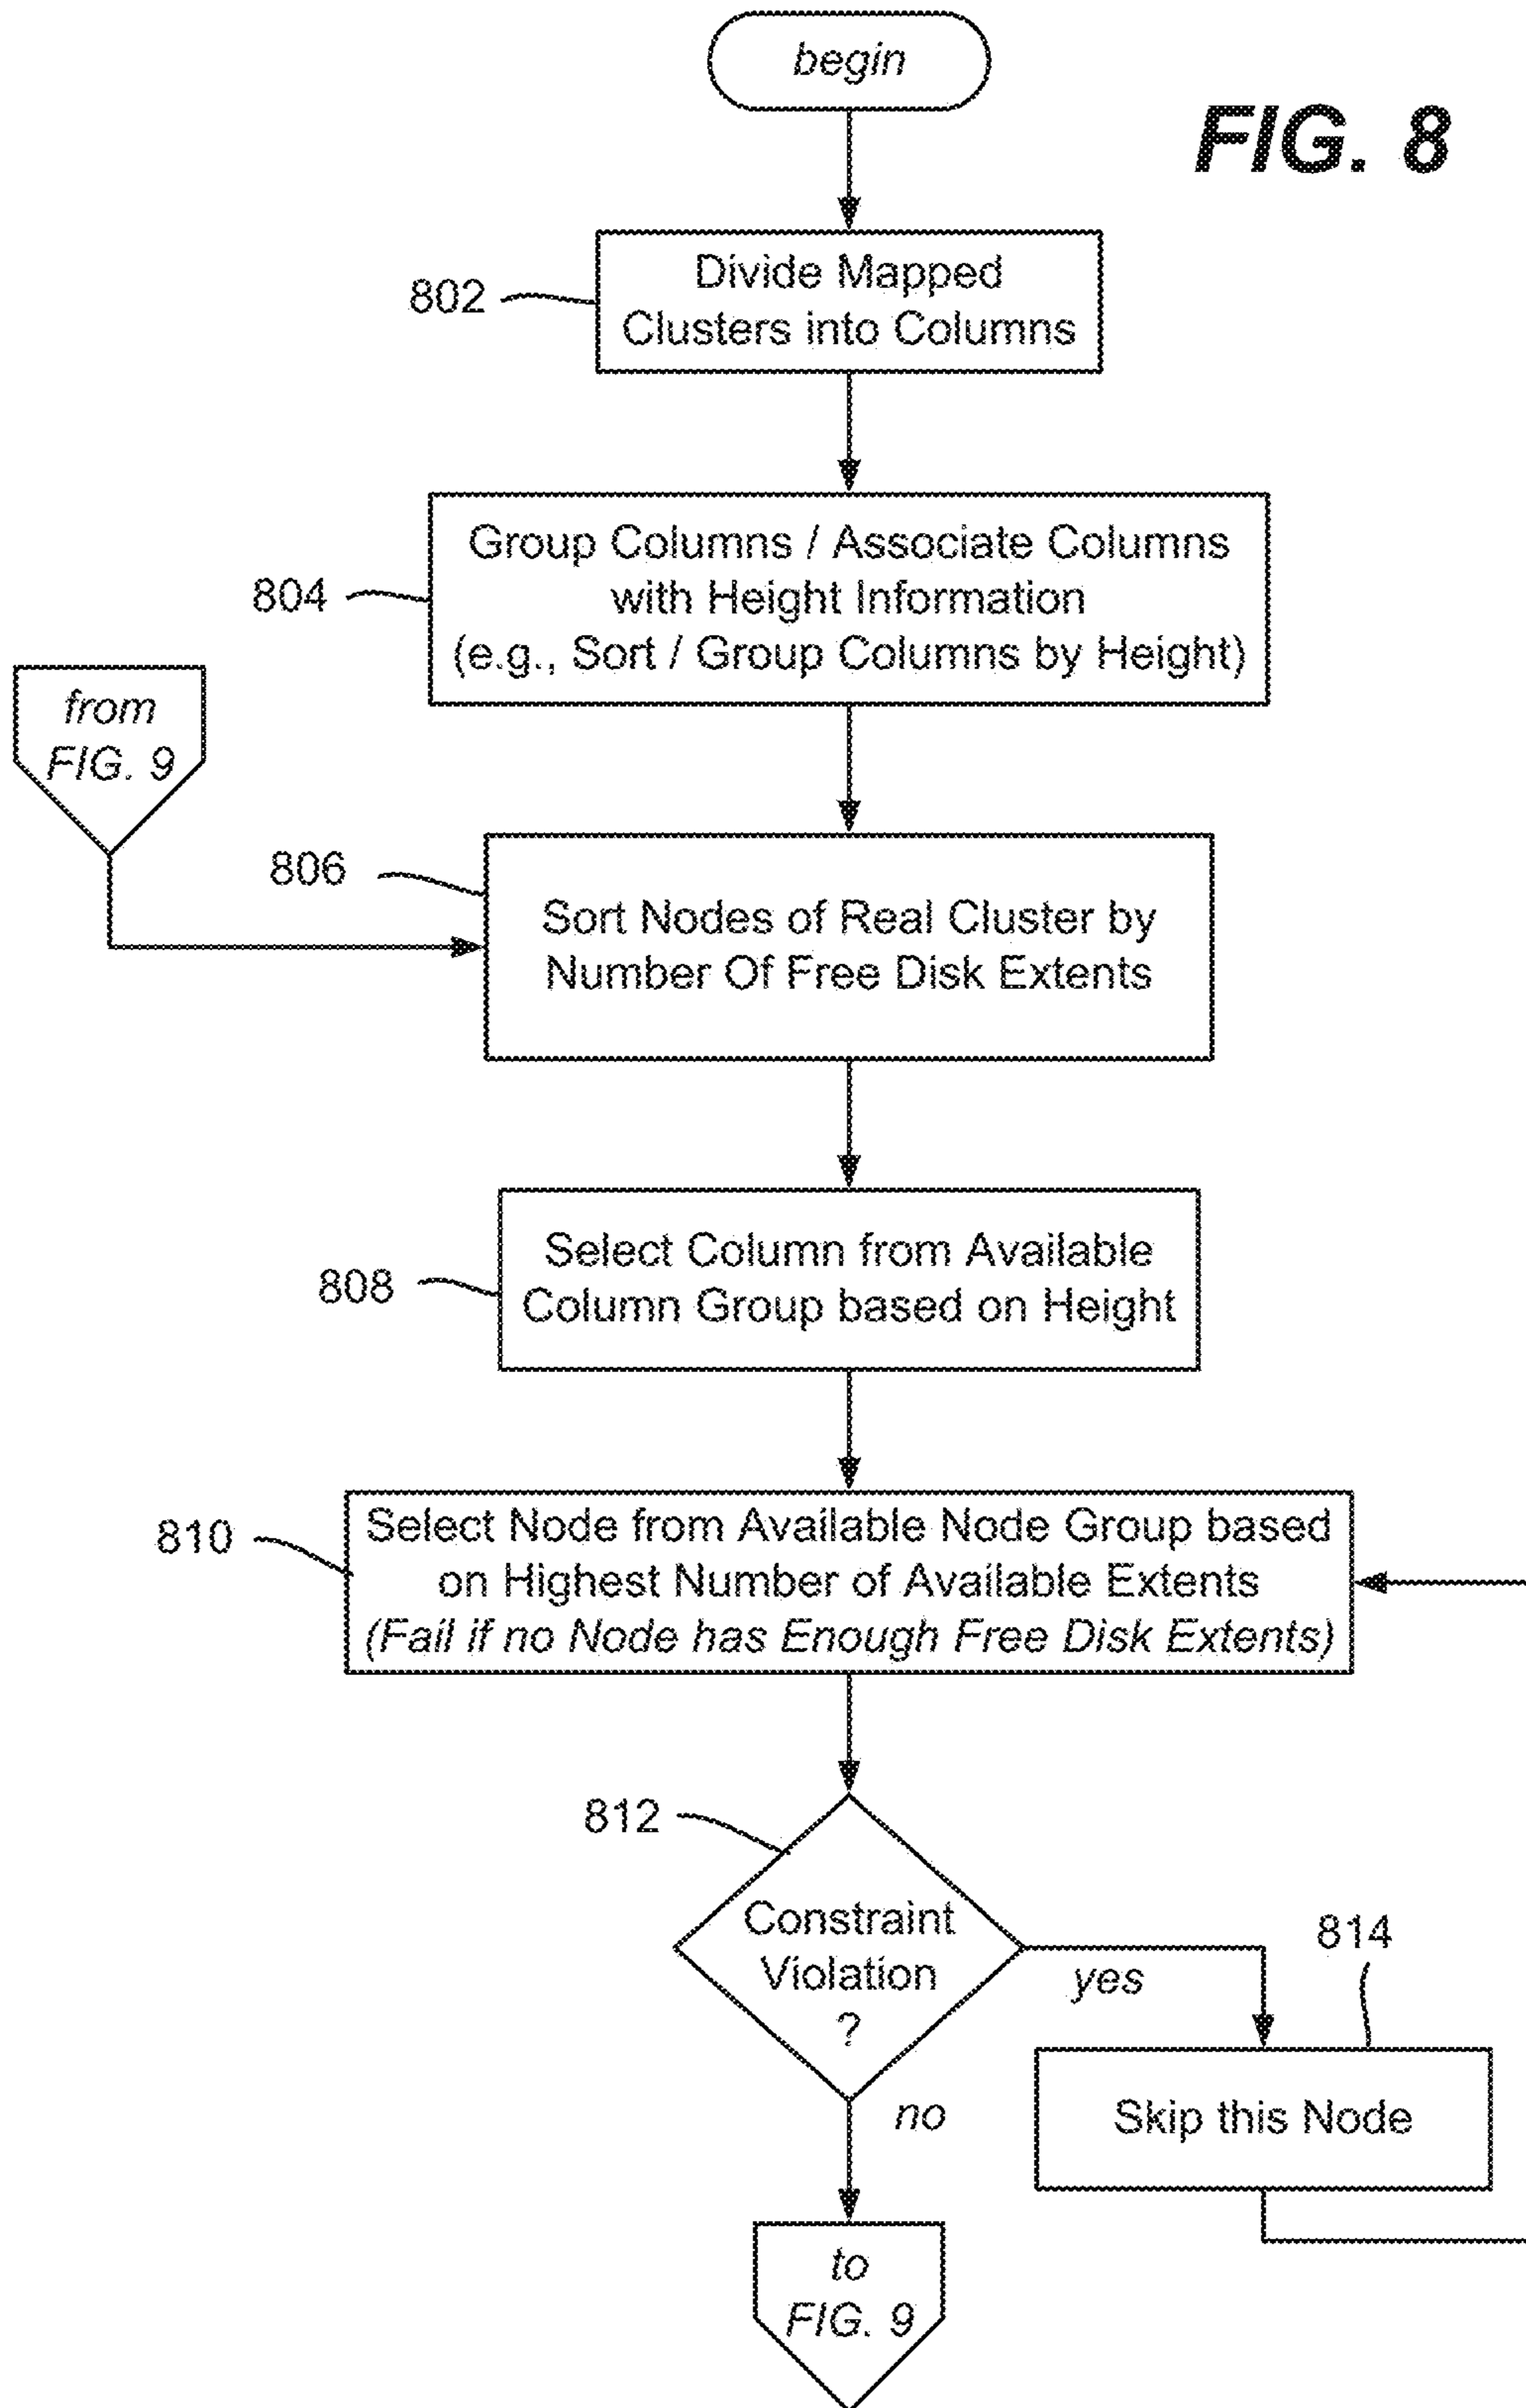 begin
FIG. 8
802
Divide Mapped
Clusters into Columns
804
Group Columns / Associate Columns
with Height Information
(e.g., Sort / Group Columns by Height)
from
FIG. 9
806
Sort Nodes of Real Cluster by
Number Of Free Disk Extents
808
Select Column from Available
Column Group based on Height
810
Select Node from Available Node Group based
on Highest Number of Available Extents
(Fail if no Node has Enough Free Disk Extents)
812
Constraint
Violation
?
yes
814
Skip this Node
no
to
FIG. 9